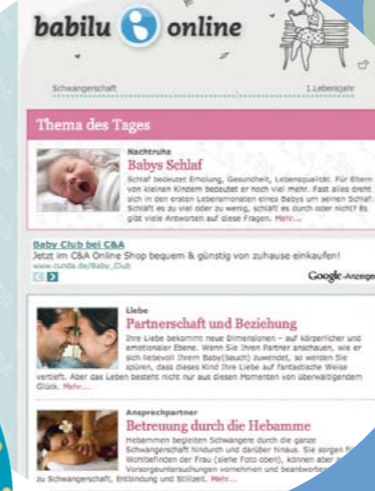 babilu online
Schwangerschaft 1.Lebensjahr
Thema des Tages
Nachtruhe
Babys Schlaf
Schlaf bedeutet Erholung, Gesundheit, Lebensqualität. Für Eltern
von kleinen Kindern bedeutet er noch viel mehr. Fast alles dreht
sich in den ersten Lebensmonaten eines Babys um seinen Schlaf:
Schläft es zu viel oder zu wenig, schläft es durch oder nicht? Es
gibt viele Antworten auf diese Fragen. Mehr...
Baby Club bei C&A
Jetzt im C&A Online Shop bequem & günstig von zuhause einkaufen!
www.cunda.de/Baby_Club
Google-Anzeigen
Liebe
Partnerschaft und Beziehung
Ihre Liebe bekommt neue Dimensionen – auf körperlicher und
emotionaler Ebene. Wenn Sie Ihren Partner anschauen, wie er
sich liebevoll Ihrem Baby(bauch) zuwendet, so werden Sie
spüren, dass dieses Kind Ihre Liebe auf fantastische Weise
vertieft. Aber das Leben besteht nicht nur aus diesen Momenten von überwältigendem
Glück. Mehr...
Ansprechpartner
Betreuung durch die Hebamme
Hebammen begleiten Schwangere durch die ganze
Schwangerschaft hindurch und darüber hinaus. Sie sorgen f
Wohlbefinden der Frau (siehe Foto oben), können aber a
Vorsorgeuntersuchungen vornehmen und beantworte
zu Schwangerschaft, Entbindung und Stillzeit. Mehr...